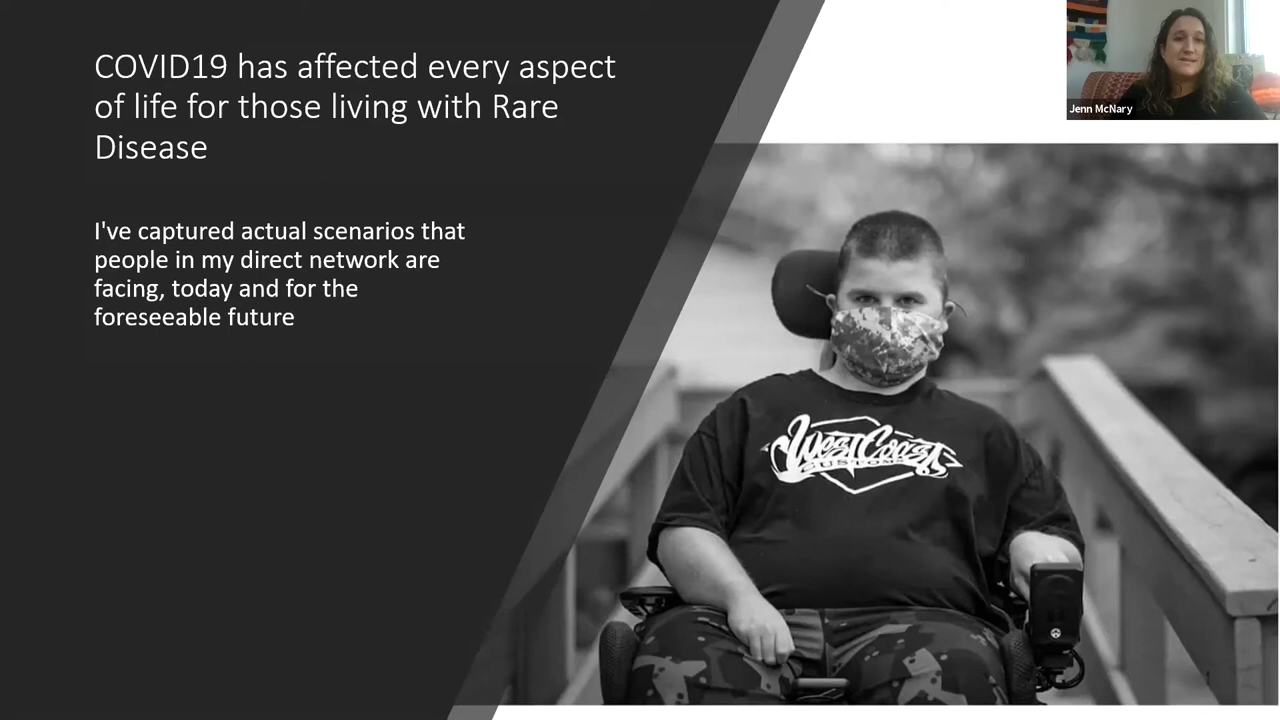 COVID19 has affected every aspect
of life for those living with Rare
Disease
I've captured actual scenarios that
people in my direct network are
facing, today and for the
foreseeable future
Jenn McNary
West Coast
CUSTOMS